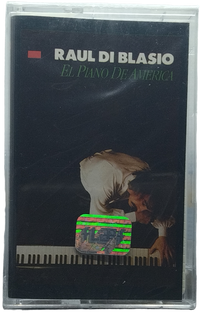 RAUL DI BLASIO
EL PIANO DE AMERICA